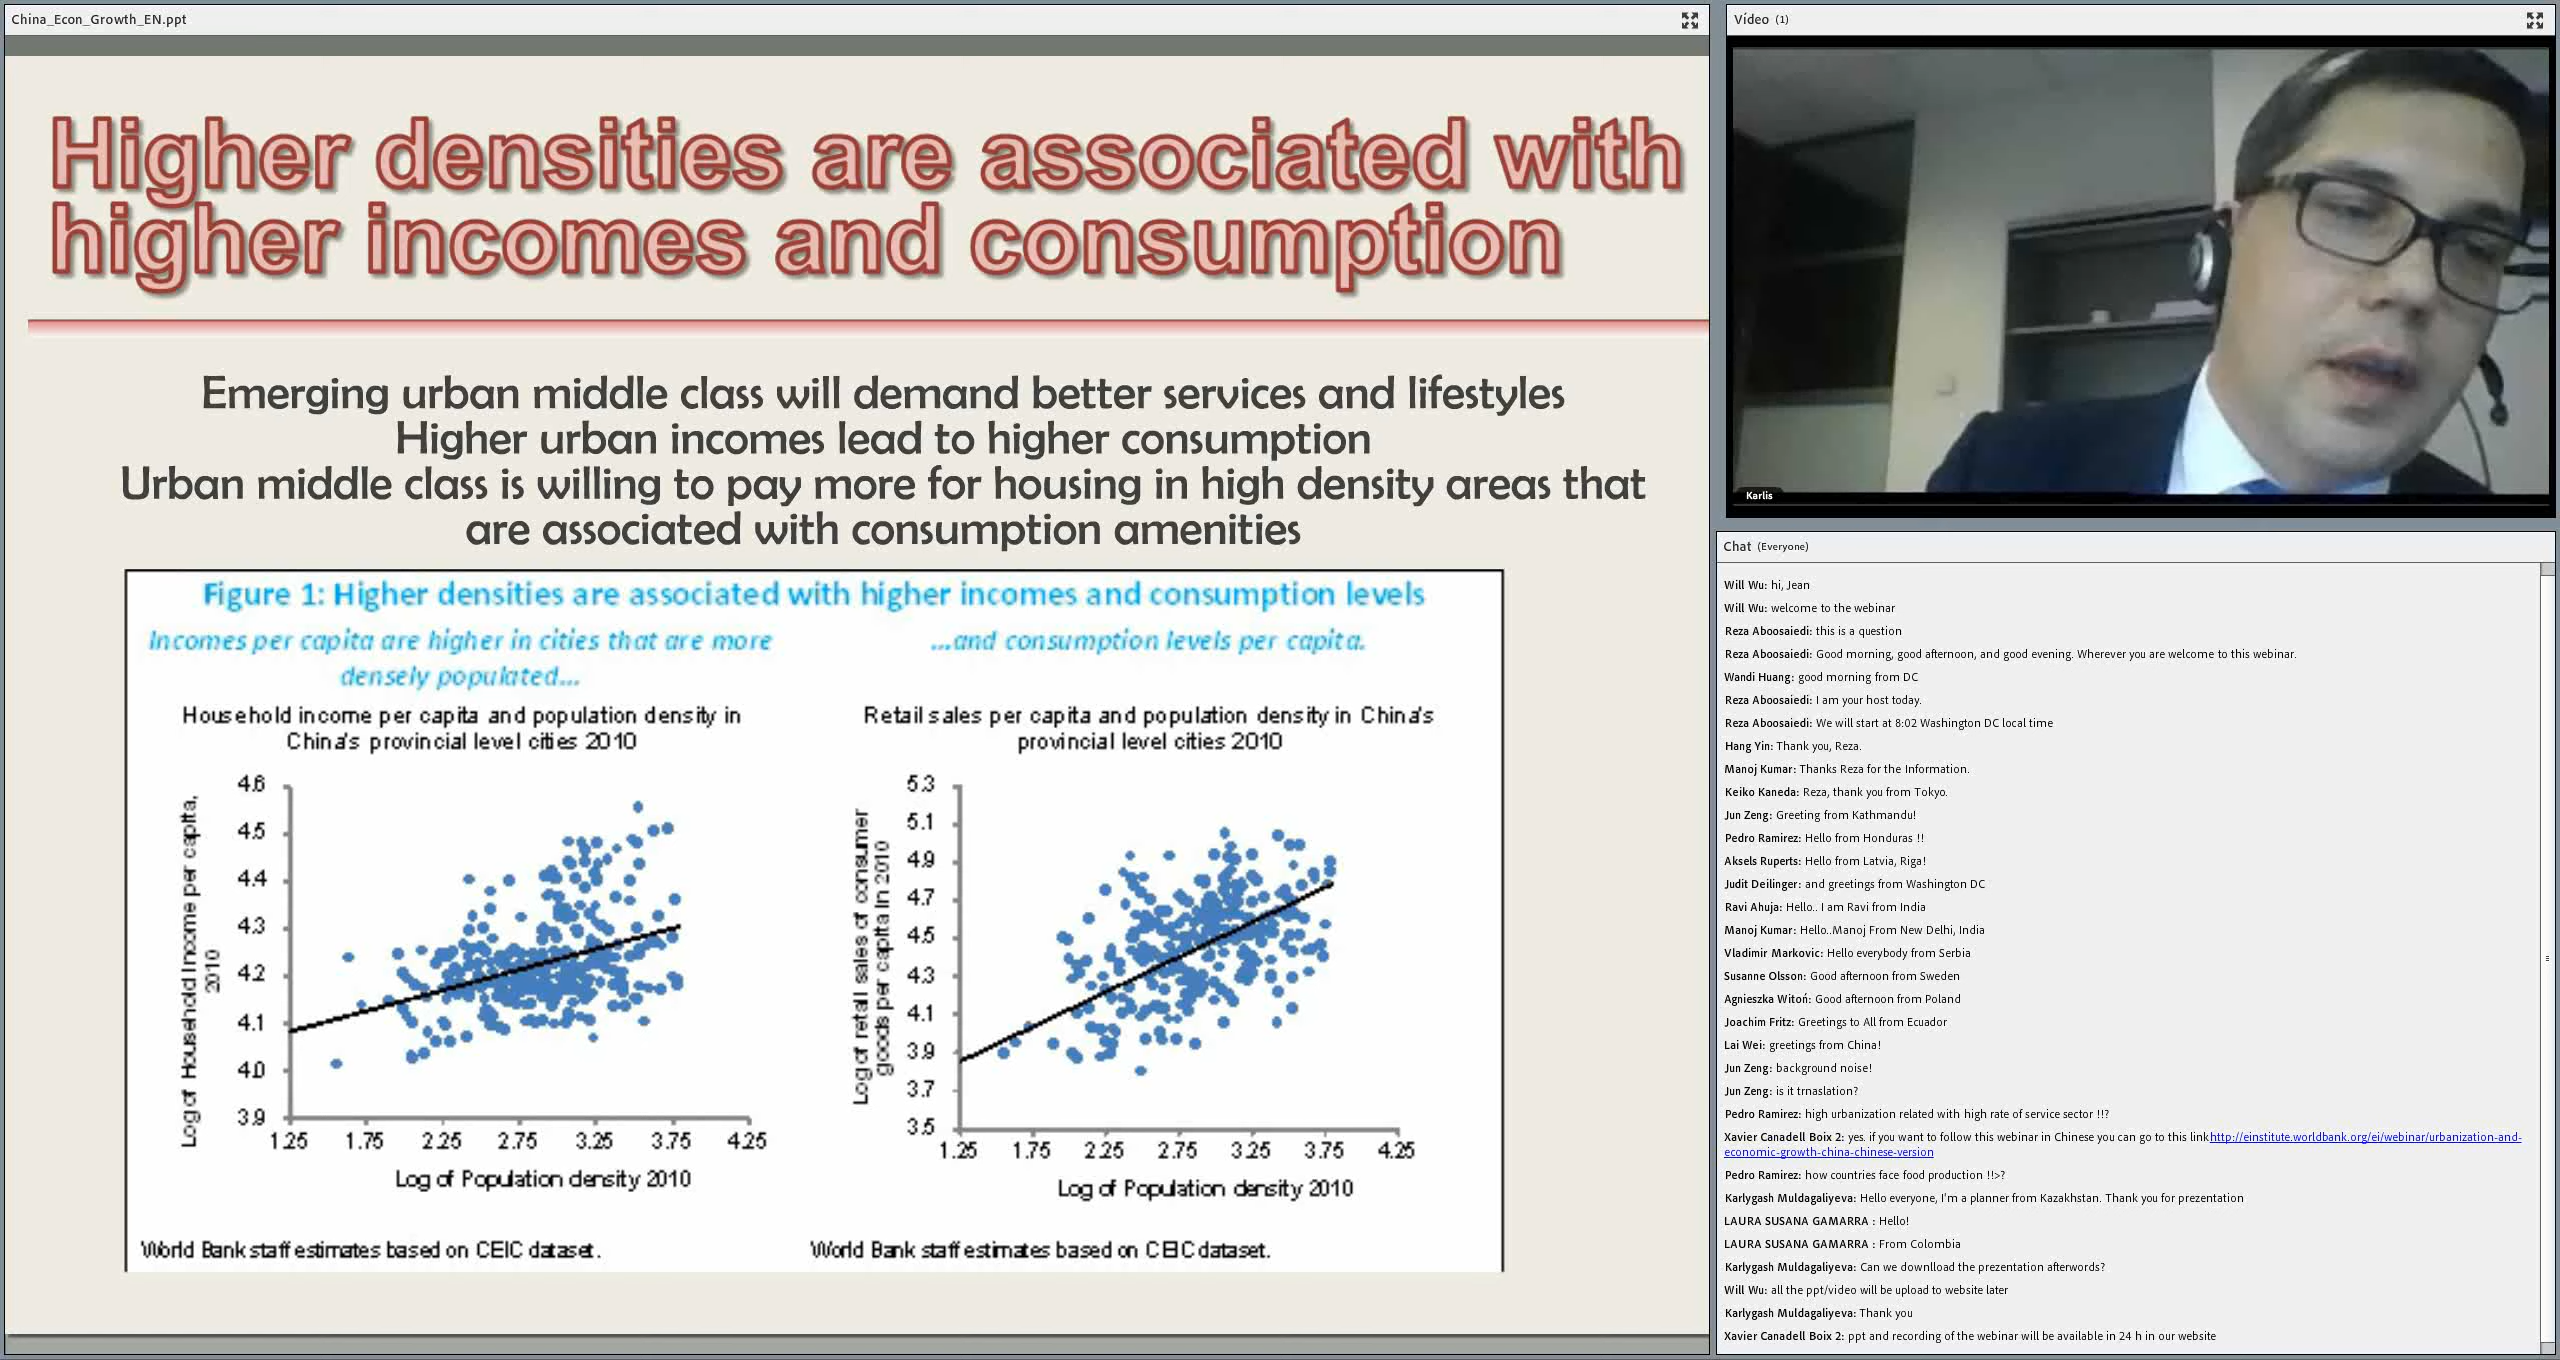 China_Econ_Growth_EN.ppt
Higher densities are associated with
higher incomes and consumption
Emerging urban middle class will demand better services and lifestyles
Higher urban incomes lead to higher consumption
Urban middle class is willing to pay more for housing in high density areas that
are associated with consumption amenities
Figure 1: Higher densities are associated with higher incomes and consumption levels
Incomes per capita are higher in cities that are more
densely populated...
Household income per capita and population density in
China's provincial level cities 2010
Log of Household income per capita,
2010
4.6
4.5
4.4
4.3
4.2
4.1
4.0
3.9
1.25 1.75 2.25 2.75 3.25 3.75 4.25
Log of Population density 2010
World Bank staff estimates based on CEIC dataset.
...and consumption levels per capita.
Retail sales per capita and population density in China's
provincial level cities 2010
Log of retail sales of consumer
goods per capita in 2010
5.3
5.1
4.9
4.7
4.5
4.3
4.1
3.9
3.7
3.5
1.25 1.75 2.25 2.75 3.25 3.75 4.25
Log of Population density 2010
World Bank staff estimates based on CEIC dataset.
Vídeo (1)
Karlis
Chat (Everyone)
Will Wu: hi, Jean
Will Wu: welcome to the webinar
Reza Aboosaiedi: this is a question
Reza Aboosaiedi: Good morning, good afternoon, and good evening. Wherever you are welcome to this webinar.
Wandi Huang: good morning from DC
Reza Aboosaiedi: I am your host today.
Reza Aboosaiedi: We will start at 8:02 Washington DC local time
Hang Yin: Thank you, Reza.
Manoj Kumar: Thanks Reza for the Information.
Keiko Kaneda: Reza, thank you from Tokyo.
Jun Zeng: Greeting from Kathmandu!
Pedro Ramirez: Hello from Honduras !!
Aksels Ruperts: Hello from Latvia, Riga!
Judit Deilinger: and greetings from Washington DC
Ravi Ahuja: Hello.. I am Ravi from India
Manoj Kumar: Hello..Manoj From New Delhi, India
Vladimir Markovic: Hello everybody from Serbia
Susanne Olsson: Good afternoon from Sweden
Agnieszka Witoń: Good afternoon from Poland
Joachim Fritz: Greetings to All from Ecuador
Lai Wei: greetings from China!
Jun Zeng: background noise!
Jun Zeng: is it trnaslation?
Pedro Ramirez: high urbanization related with high rate of service sector !!?
Xavier Canadell Boix 2: yes. if you want to follow this webinar in Chinese you can go to this linkhttp://einstitute.worldbank.org/ei/webinar/urbanization-and-
economic-growth-china-chinese-version
Pedro Ramirez: how countries face food production !!>?
Karlygash Muldagaliyeva: Hello everyone, I'm a planner from Kazakhstan. Thank you for prezentation
LAURA SUSANA GAMARRA : Hello!
LAURA SUSANA GAMARRA : From Colombia
Karlygash Muldagaliyeva: Can we downlload the prezentation afterwords?
Will Wu: all the ppt/video will be upload to website later
Karlygash Muldagaliyeva: Thank you
Xavier Canadell Boix 2: ppt and recording of the webinar will be available in 24 h in our website